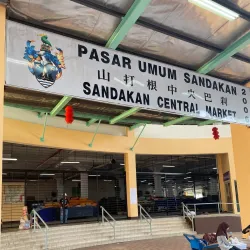 PASAR UMUM SANDAKAN
山打根中央巴刹
SANDAKAN CENTRAL MARKET